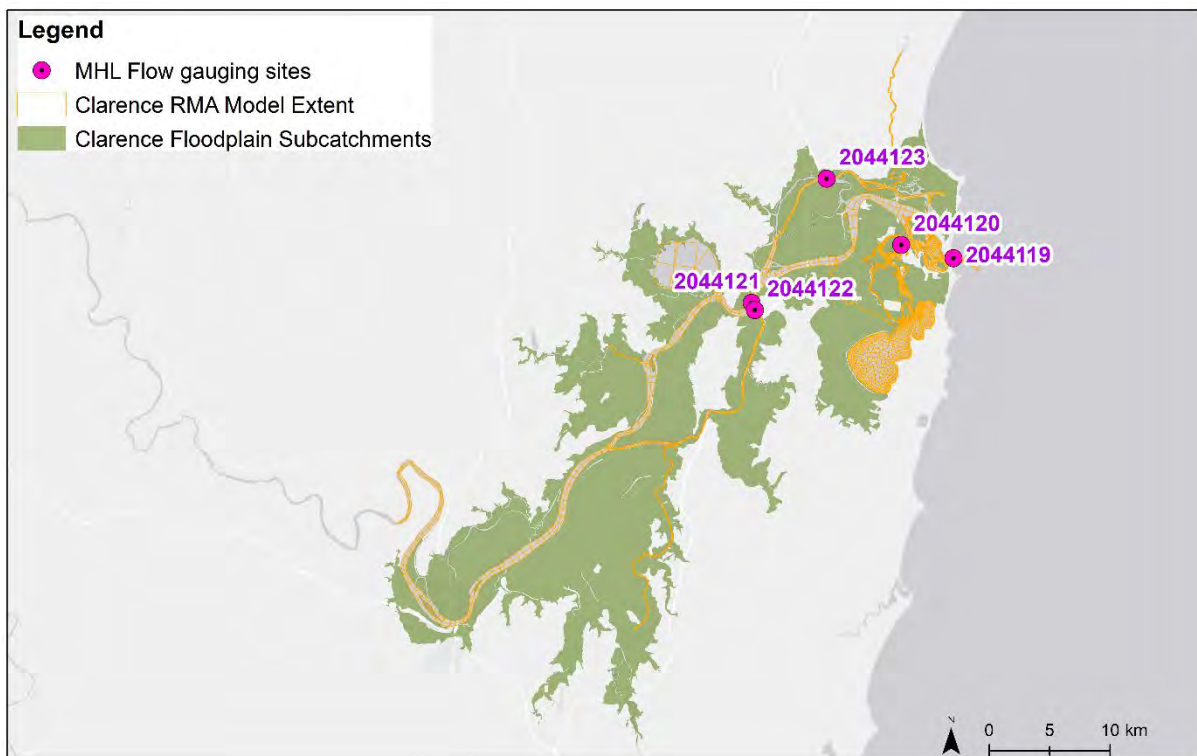 Legend
MHL Flow gauging sites
Clarence RMA Model Extent
Clarence Floodplain Subcatchments
2044123
2044120
2044119
2044121
2044122
N
0 5 10 km